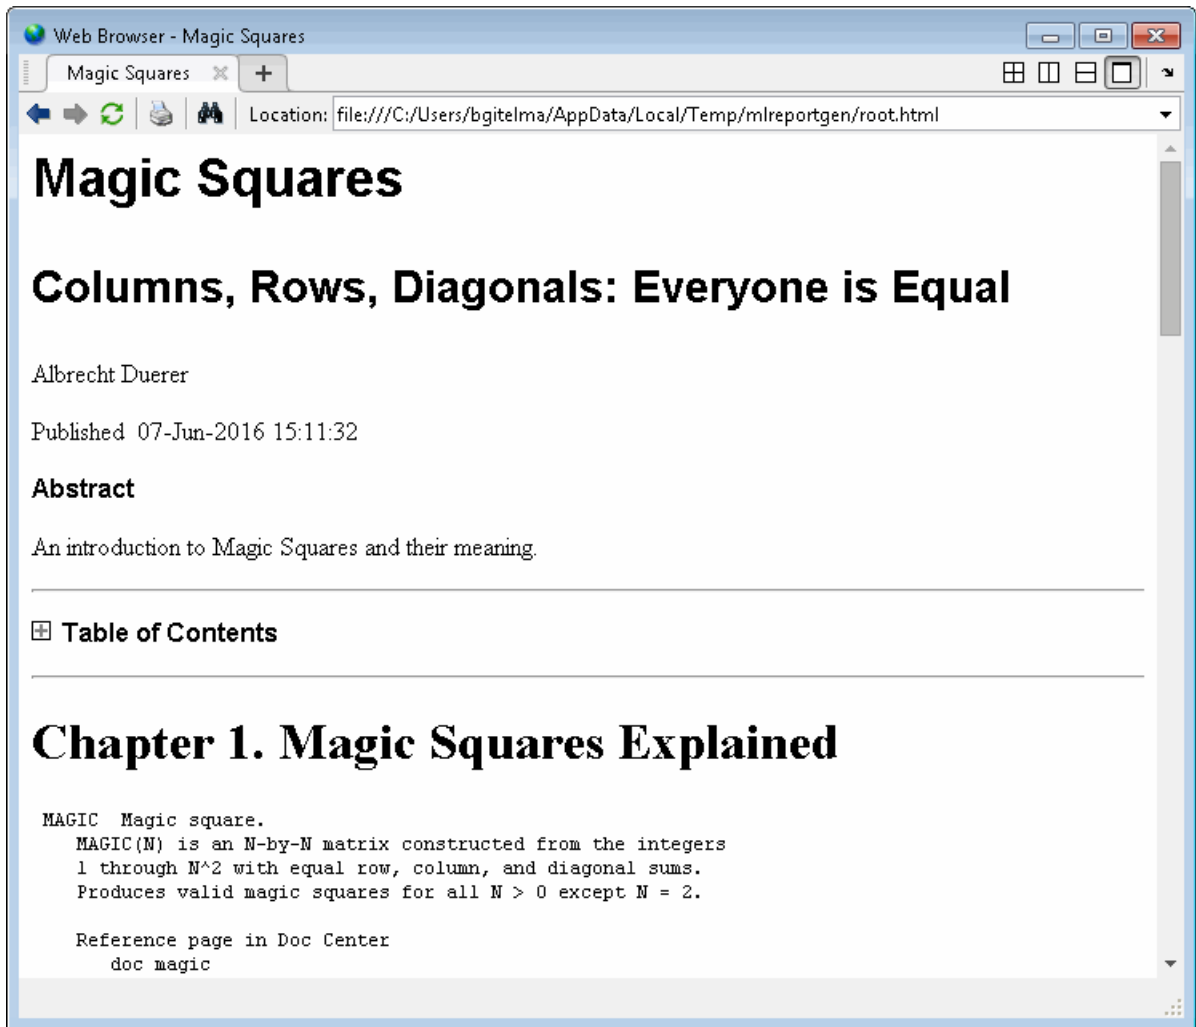 Web Browser - Magic Squares
Magic Squares
Location: file:///C:/Users/bgitelma/AppData/Local/Temp/mlreportgen/root.html
Magic Squares
Columns, Rows, Diagonals: Everyone is Equal
Albrecht Duerer
Published 07-Jun-2016 15:11:32
Abstract
An introduction to Magic Squares and their meaning.
Table of Contents
Chapter 1. Magic Squares Explained
MAGIC  Magic square.
MAGIC(N) is an N-by-N matrix constructed from the integers
1 through N^2 with equal row, column, and diagonal sums.
Produces valid magic squares for all N > 0 except N = 2.
Reference page in Doc Center
doc magic